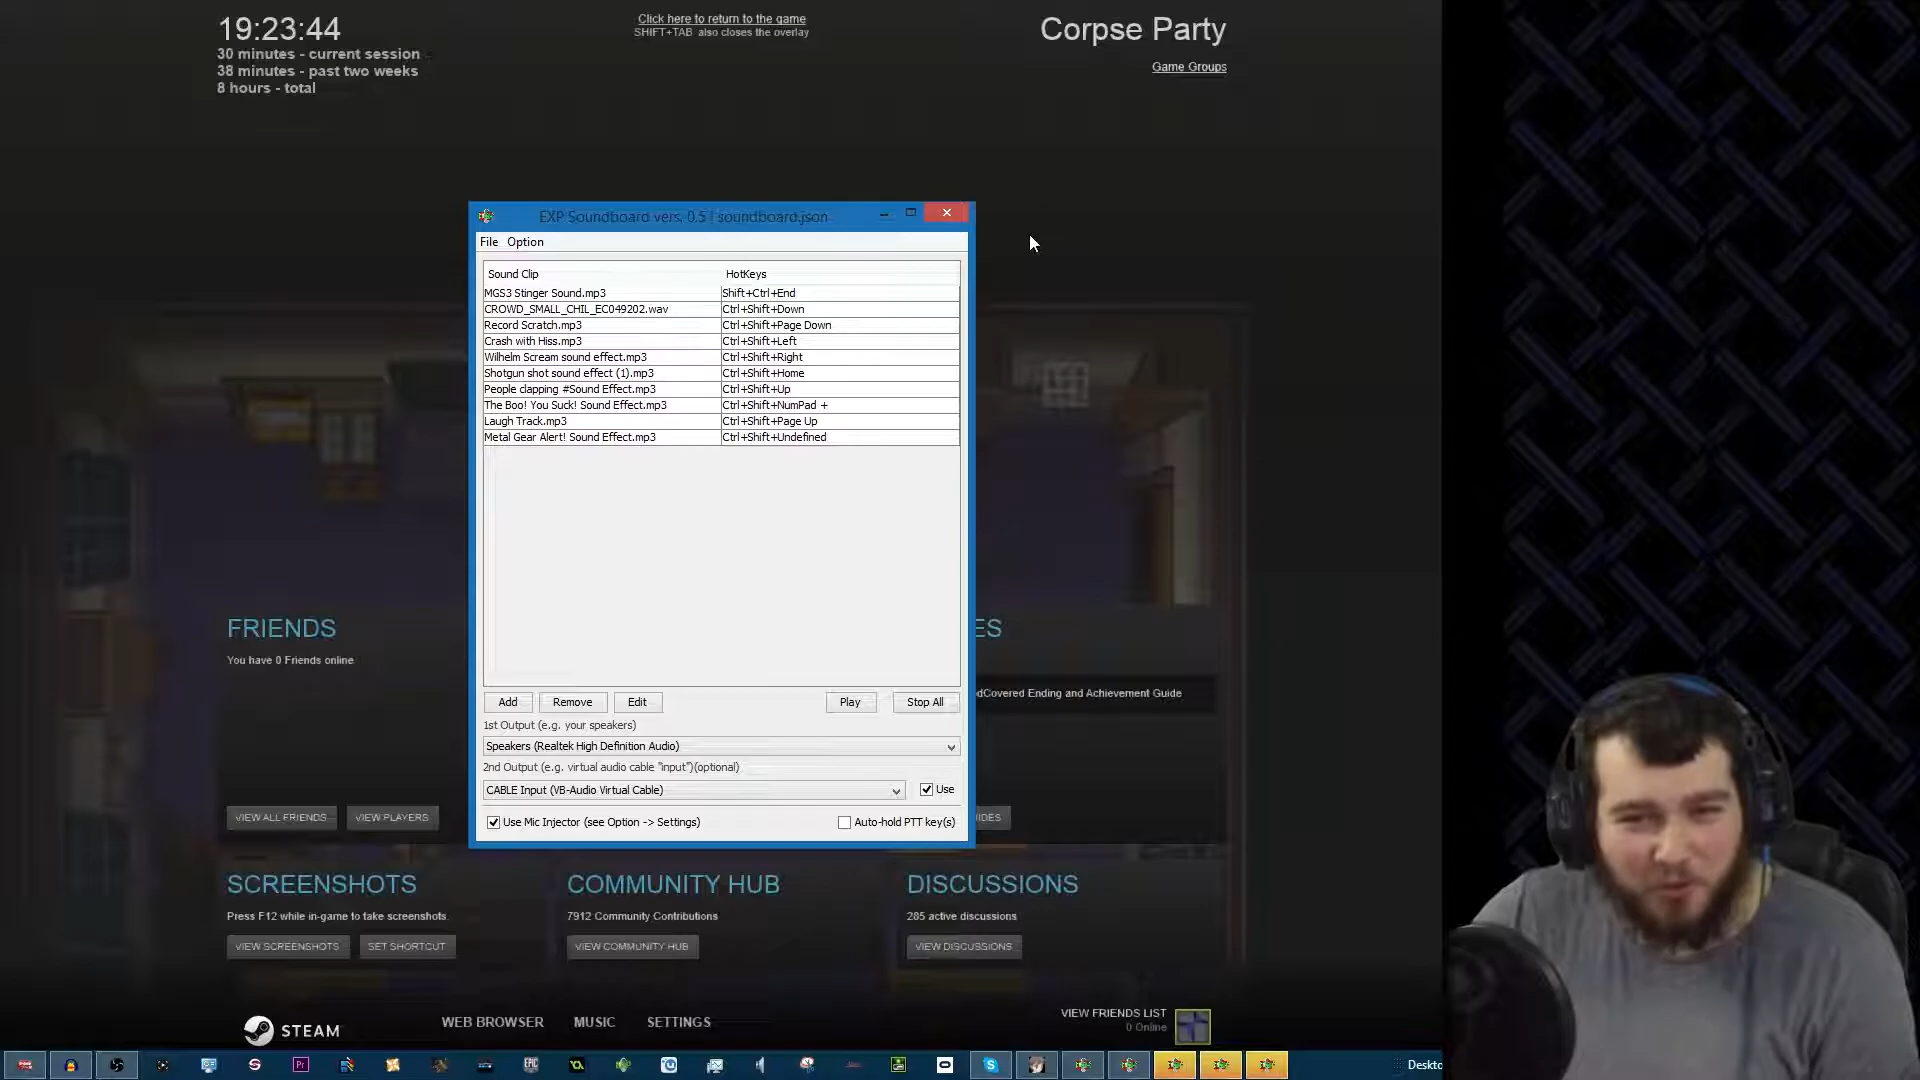 19:23:44
30 minutes - current session
38 minutes - past two weeks
8 hours - total
Click here to return to the game
SHIFT+TAB also closes the overlay
Corpse Party
Game Groups
EXP Soundboard vers. 0.5 | soundboard.json
File Option
Sound Clip HotKeys
MGS3 Stinger Sound.mp3 Shift+Ctrl+End
CROWD_SMALL_CHIL_EC049202.wav Ctrl+Shift+Down
Record Scratch.mp3 Ctrl+Shift+Page Down
Crash with Hiss.mp3 Ctrl+Shift+Left
Wilhelm Scream sound effect.mp3 Ctrl+Shift+Right
Shotgun shot sound effect (1).mp3 Ctrl+Shift+Home
People clapping #Sound Effect.mp3 Ctrl+Shift+Up
The Boo! You Suck! Sound Effect.mp3 Ctrl+Shift+NumPad +
Laugh Track.mp3 Ctrl+Shift+Page Up
Metal Gear Alert! Sound Effect.mp3 Ctrl+Shift+Undefined
Add Remove Edit Play Stop All
1st Output (e.g. your speakers)
Speakers (Realtek High Definition Audio)
2nd Output (e.g. virtual audio cable "input")(optional)
CABLE Input (VB-Audio Virtual Cable) Use
Use Mic Injector (see Option -> Settings) Auto-hold PTT key(s)
FRIENDS
You have 0 Friends online
VIEW ALL FRIENDS VIEW PLAYERS
ES
dCovered Ending and Achievement Guide
IDES
SCREENSHOTS
Press F12 while in-game to take screenshots.
VIEW SCREENSHOTS SET SHORTCUT
COMMUNITY HUB
7912 Community Contributions
VIEW COMMUNITY HUB
DISCUSSIONS
285 active discussions
VIEW DISCUSSIONS
STEAM
WEB BROWSER MUSIC SETTINGS
VIEW FRIENDS LIST
0 Online
Pr
EPIC
Deskto